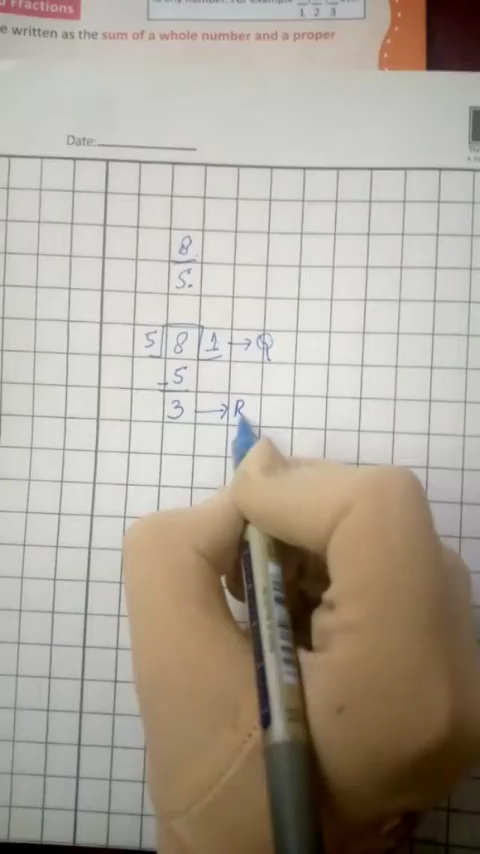 d Fractions
1 2 3
e written as the sum of a whole number and a proper
Date:
8
5
5 8 1 → Q
-5
3 → R